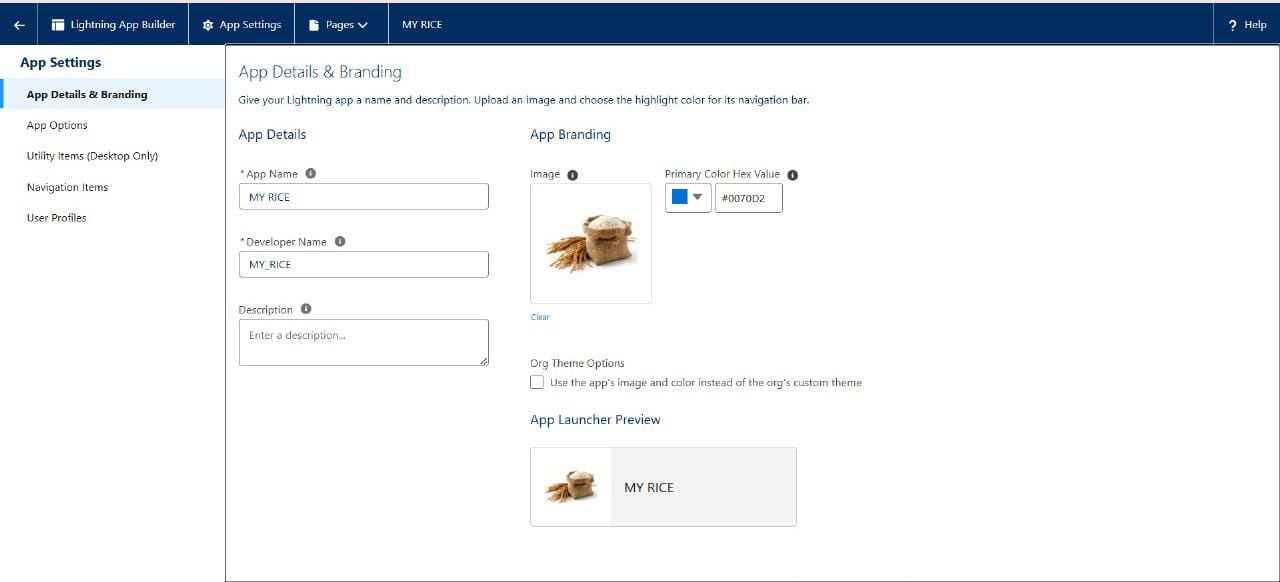 Lightning App Builder
App Settings
Pages
MY RICE
? Help
App Settings
App Details & Branding
App Options
Utility Items (Desktop Only)
Navigation Items
User Profiles
App Details & Branding
Give your Lightning app a name and description. Upload an image and choose the highlight color for its navigation bar.
App Details
* App Name
MY RICE
* Developer Name
MY_RICE
Description
Enter a description...
App Branding
Image
Clear
Primary Color Hex Value
#0070D2
Org Theme Options
Use the app's image and color instead of the org's custom theme
App Launcher Preview
MY RICE